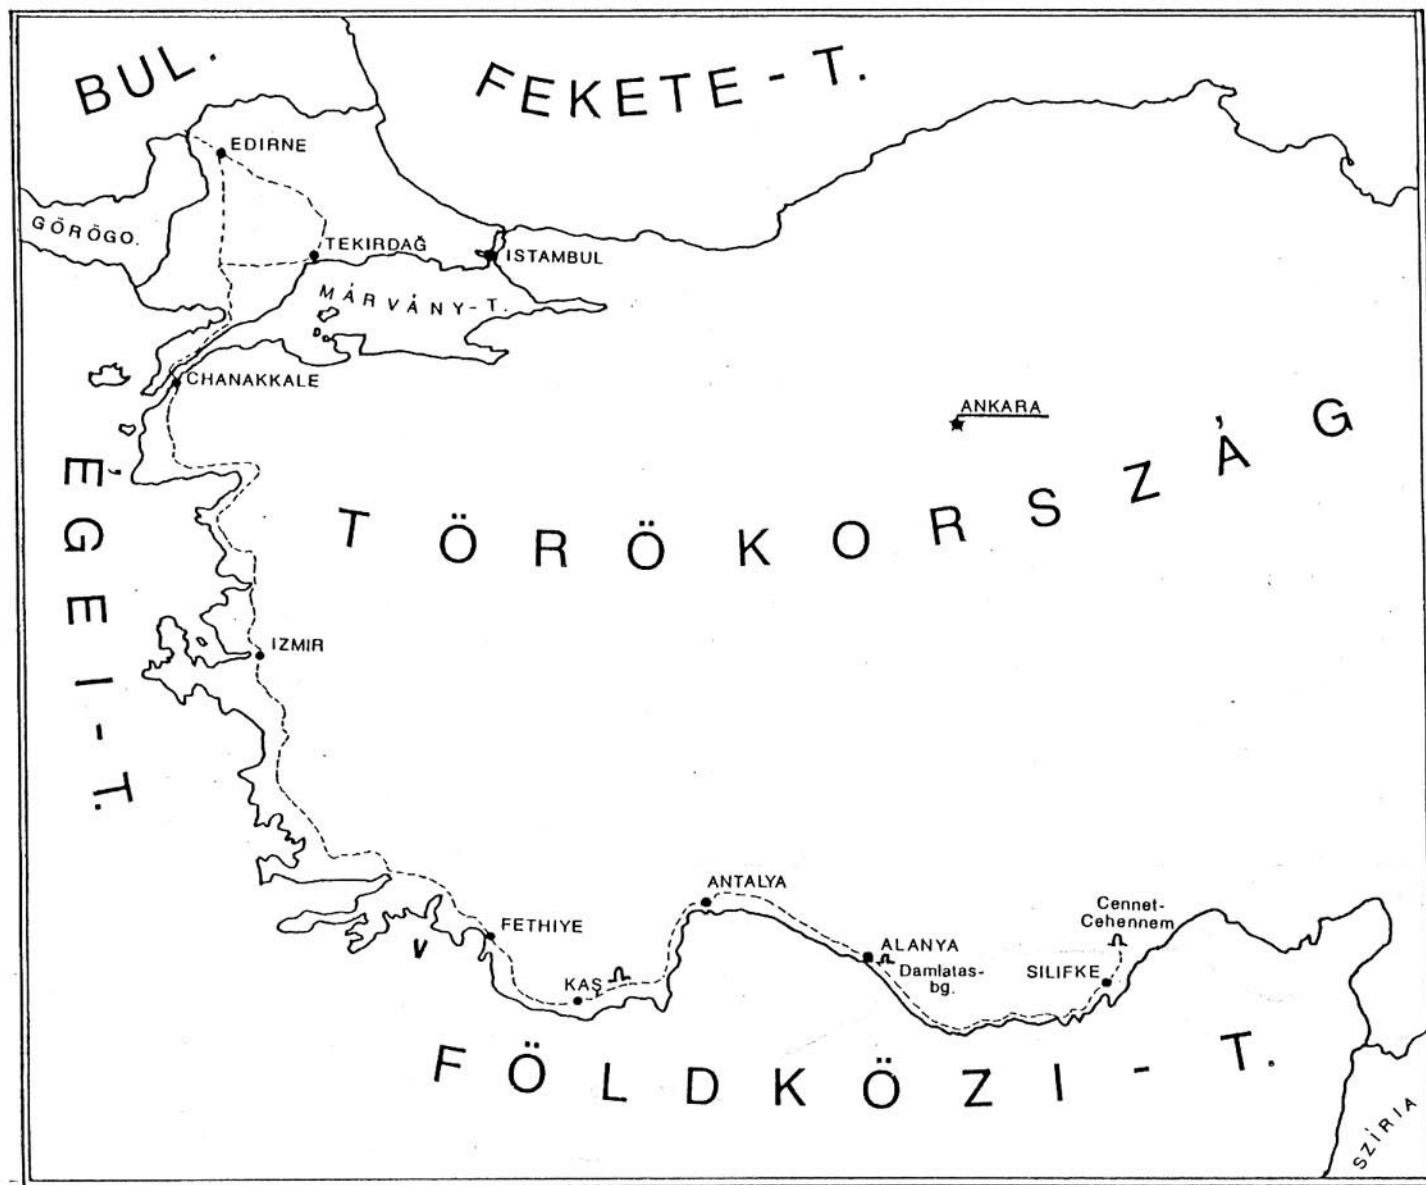 BUL.
FEKETE-T.
EDIRNE
GÖRÖGO.
TEKIRDAĞ
ISTAMBUL
MÁRVÁNY-T.
CHANAKKALE
ANKARA
ÉGEI-T.
TÖRÖKORSZÁG
IZMIR
ANTALYA
Cennet-
Cehennem
FETHIYE
ALANYA
Damlatas-
bg.
KAŞ
SILIFKE
FÖLDKÖZI-T.
SZÍRIA